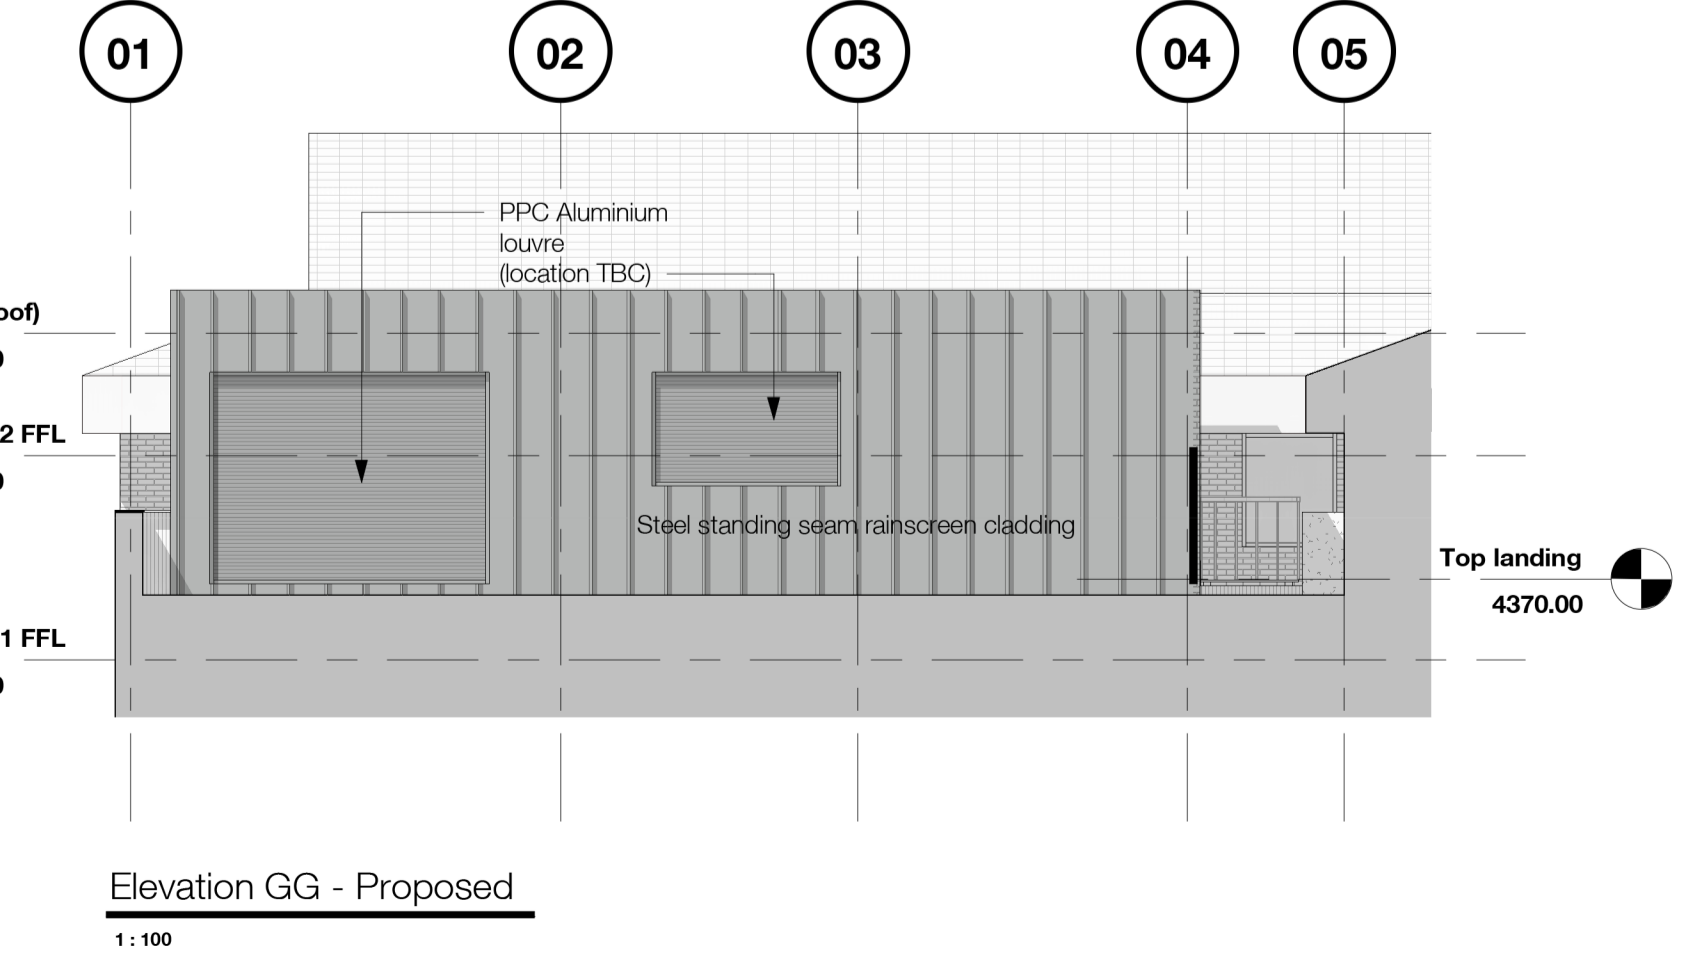 01
02
03
04
05
PPC Aluminium
louvre
(location TBC)
2 FFL
Steel standing seam rainscreen cladding
Top landing
4370.00
1 FFL
Elevation GG - Proposed
1 : 100